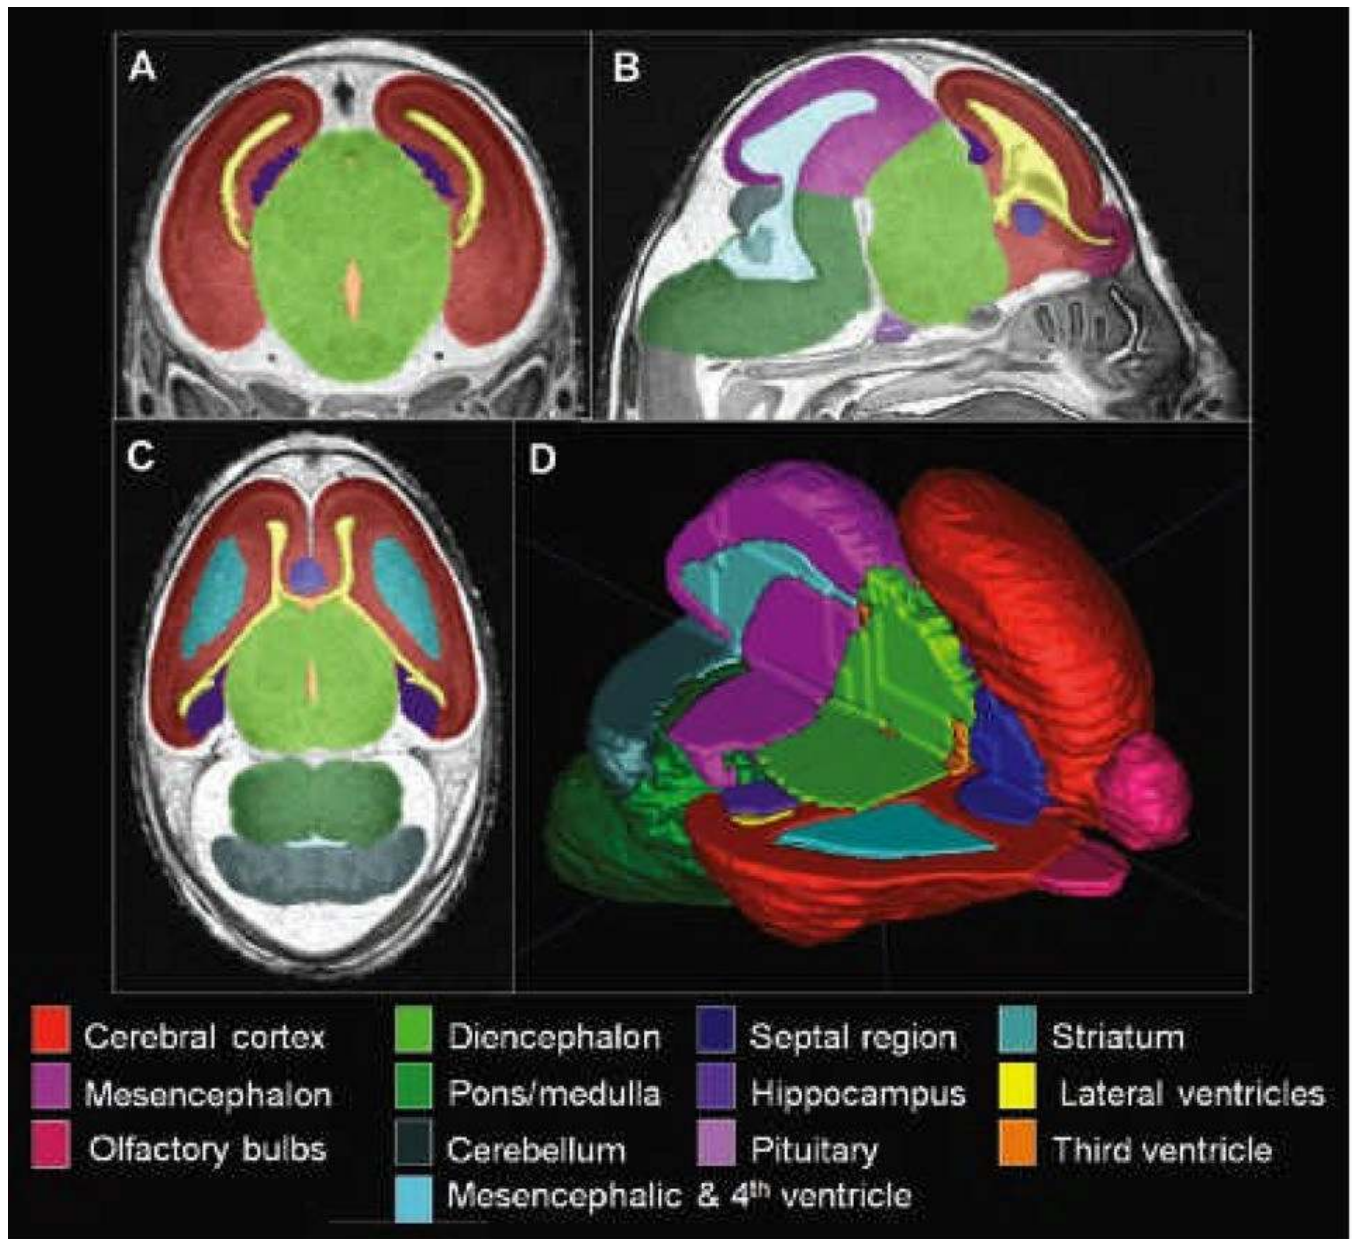 A
B
C
D
Cerebral cortex
Diencephalon
Septal region
Striatum
Mesencephalon
Pons/medulla
Hippocampus
Lateral ventricles
Olfactory bulbs
Cerebellum
Pituitary
Third ventricle
Mesencephalic & 4th ventricle